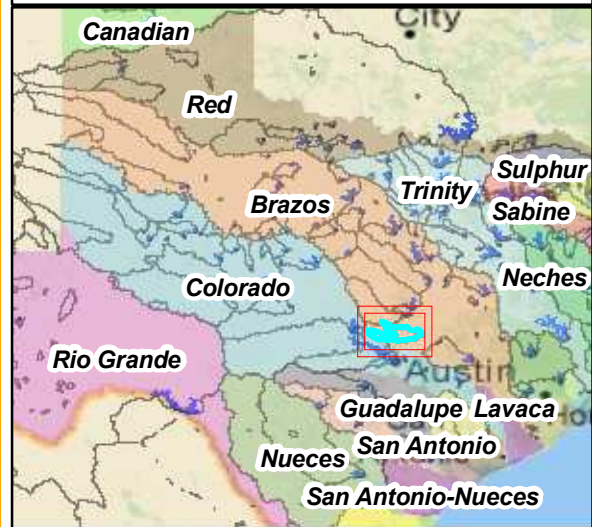 City
Canadian
Red
Sulphur
Trinity
Sabine
Brazos
Neches
Colorado
Rio Grande
Austin
Guadalupe Lavaca
San Antonio
Nueces
San Antonio-Nueces